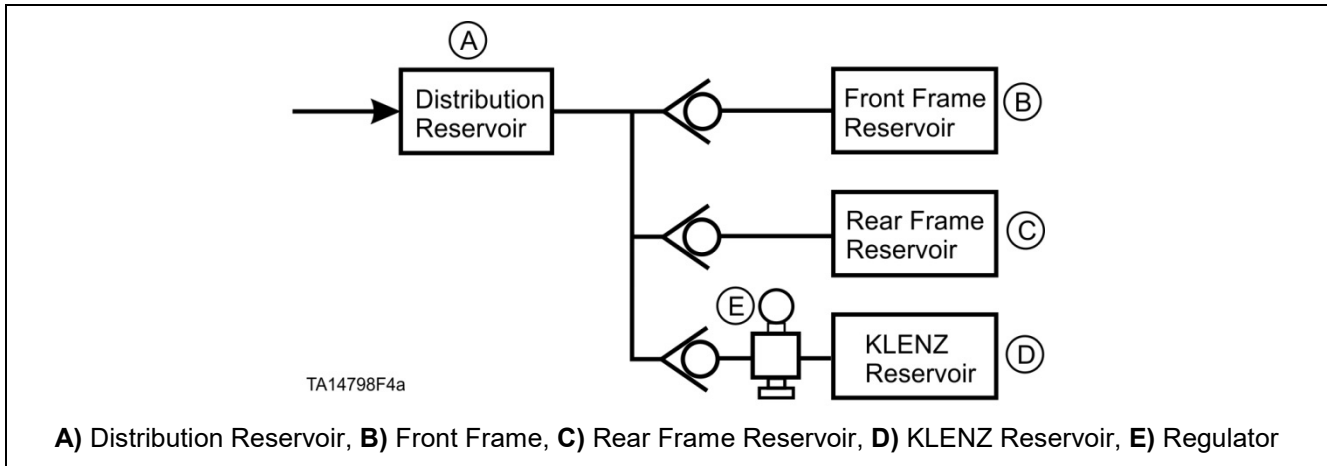 A
Distribution
Reservoir
Front Frame
Reservoir
B
Rear Frame
Reservoir
C
E
KLENZ
Reservoir
D
TA14798F4a
A) Distribution Reservoir, B) Front Frame, C) Rear Frame Reservoir, D) KLENZ Reservoir, E) Regulator